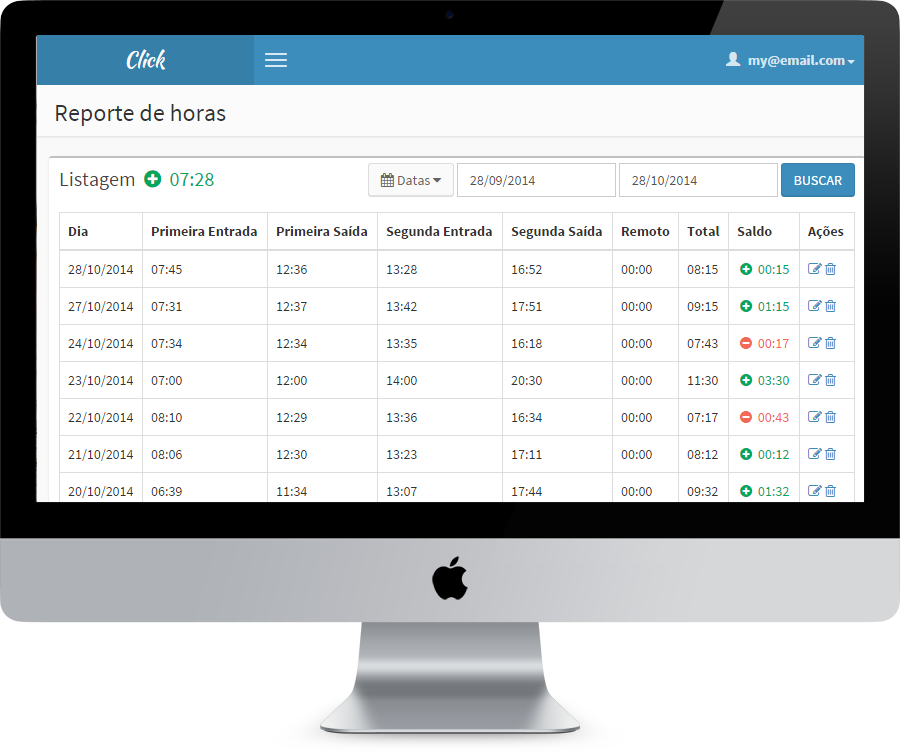 Click my@email.com
Reporte de horas
Listagem 07:28 Datas 28/09/2014 28/10/2014 BUSCAR
Dia Primeira Entrada Primeira Saída Segunda Entrada Segunda Saída Remoto Total Saldo Ações
28/10/2014 07:45 12:36 13:28 16:52 00:00 08:15 00:15
27/10/2014 07:31 12:37 13:42 17:51 00:00 09:15 01:15
24/10/2014 07:34 12:34 13:35 16:18 00:00 07:43 00:17
23/10/2014 07:00 12:00 14:00 20:30 00:00 11:30 03:30
22/10/2014 08:10 12:29 13:36 16:34 00:00 07:17 00:43
21/10/2014 08:06 12:30 13:23 17:11 00:00 08:12 00:12
20/10/2014 06:39 11:34 13:07 17:44 00:00 09:32 01:32